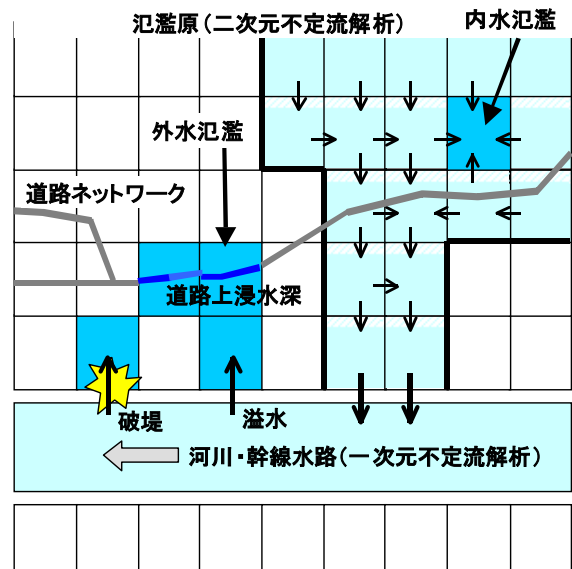 氾濫原（二次元不定流解析）
内水氾濫
外水氾濫
道路ネットワーク
道路上浸水深
破堤
溢水
河川・幹線水路（一次元不定流解析）